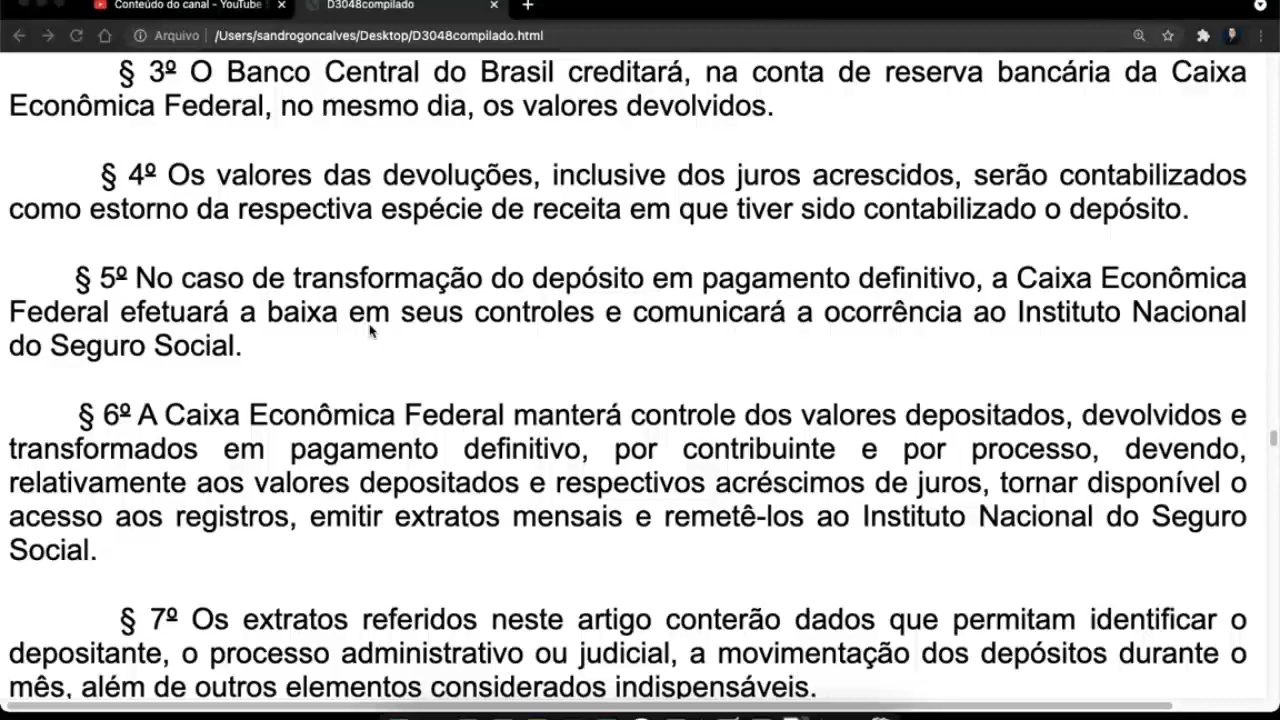 Conteúdo do canal - YouTube
D3048compilado
Arquivo /Users/sandrogoncalves/Desktop/D3048compilado.html
§ 3º O Banco Central do Brasil creditará, na conta de reserva bancária da Caixa
Econômica Federal, no mesmo dia, os valores devolvidos.
§ 4º Os valores das devoluções, inclusive dos juros acrescidos, serão contabilizados
como estorno da respectiva espécie de receita em que tiver sido contabilizado o depósito.
§ 5º No caso de transformação do depósito em pagamento definitivo, a Caixa Econômica
Federal efetuará a baixa em seus controles e comunicará a ocorrência ao Instituto Nacional
do Seguro Social.
§ 6º A Caixa Econômica Federal manterá controle dos valores depositados, devolvidos e
transformados em pagamento definitivo, por contribuinte e por processo, devendo,
relativamente aos valores depositados e respectivos acréscimos de juros, tornar disponível o
acesso aos registros, emitir extratos mensais e remetê-los ao Instituto Nacional do Seguro
Social.
§ 7º Os extratos referidos neste artigo conterão dados que permitam identificar o
depositante, o processo administrativo ou judicial, a movimentação dos depósitos durante o
mês, além de outros elementos considerados indispensáveis.